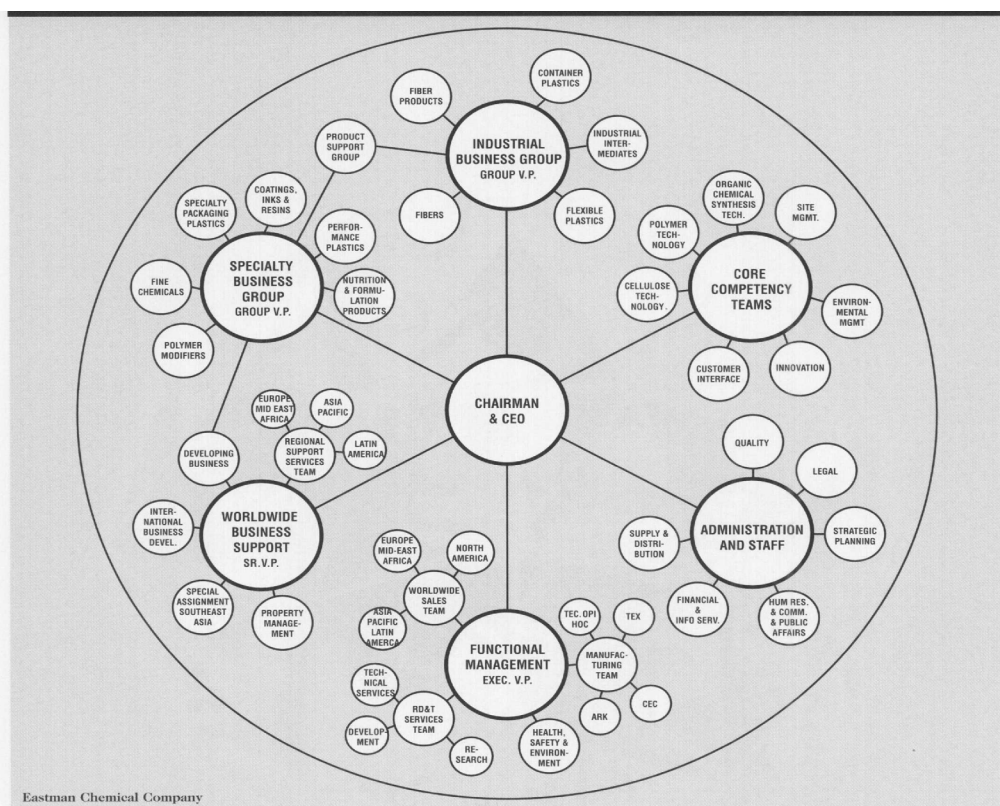 CONTAINER
PLASTICS
FIBER
PRODUCTS
PRODUCT
SUPPORT
GROUP
INDUSTRIAL
BUSINESS GROUP
GROUP V.P.
INDUSTRIAL
INTER-
MEDIATES
FIBERS
FLEXIBLE
PLASTICS
COATINGS,
INKS &
RESINS
SPECIALTY
PACKAGING
PLASTICS
PERFOR-
MANCE
PLASTICS
SPECIALTY
BUSINESS
GROUP
GROUP V.P.
FINE
CHEMICALS
NUTRITION
& FORMU-
LATION
PRODUCTS
POLYMER
MODIFIERS
ORGANIC
CHEMICAL
SYNTHESIS
TECH.
SITE
MGMT.
POLYMER
TECH-
NOLOGY
CORE
COMPETENCY
TEAMS
CELLULOSE
TECH-
NOLOGY.
ENVIRON-
MENTAL
MGMT
CUSTOMER
INTERFACE
INNOVATION
CHAIRMAN
& CEO
EUROPE
MID EAST
AFRICA
ASIA
PACIFIC
REGIONAL
SUPPORT
SERVICES
TEAM
LATIN
AMERICA
DEVELOPING
BUSINESS
WORLDWIDE
BUSINESS
SUPPORT
SR.V.P.
INTER-
NATIONAL
BUSINESS
DEVEL.
SPECIAL
ASSIGNMENT
SOUTHEAST
ASIA
PROPERTY
MANAGE-
MENT
QUALITY
LEGAL
ADMINISTRATION
AND STAFF
SUPPLY &
DISTRI-
BUTION
STRATEGIC
PLANNING
FINANCIAL
&
INFO SERV.
HUM RES.
& COMM.
& PUBLIC
AFFAIRS
EUROPE
MID-EAST
AFRICA
NORTH
AMERICA
WORLDWIDE
SALES
TEAM
ASIA
PACIFIC
LATIN
AMERCA
FUNCTIONAL
MANAGEMENT
EXEC. V.P.
TEC. OPI
HOC
TEX
MANUFAC-
TURING
TEAM
ARK
CEC
TECH-
NICAL
SERVICES
RD&T
SERVICES
TEAM
DEVELOP-
MENT
RE-
SEARCH
HEALTH,
SAFETY &
ENVIRON-
MENT
Eastman Chemical Company